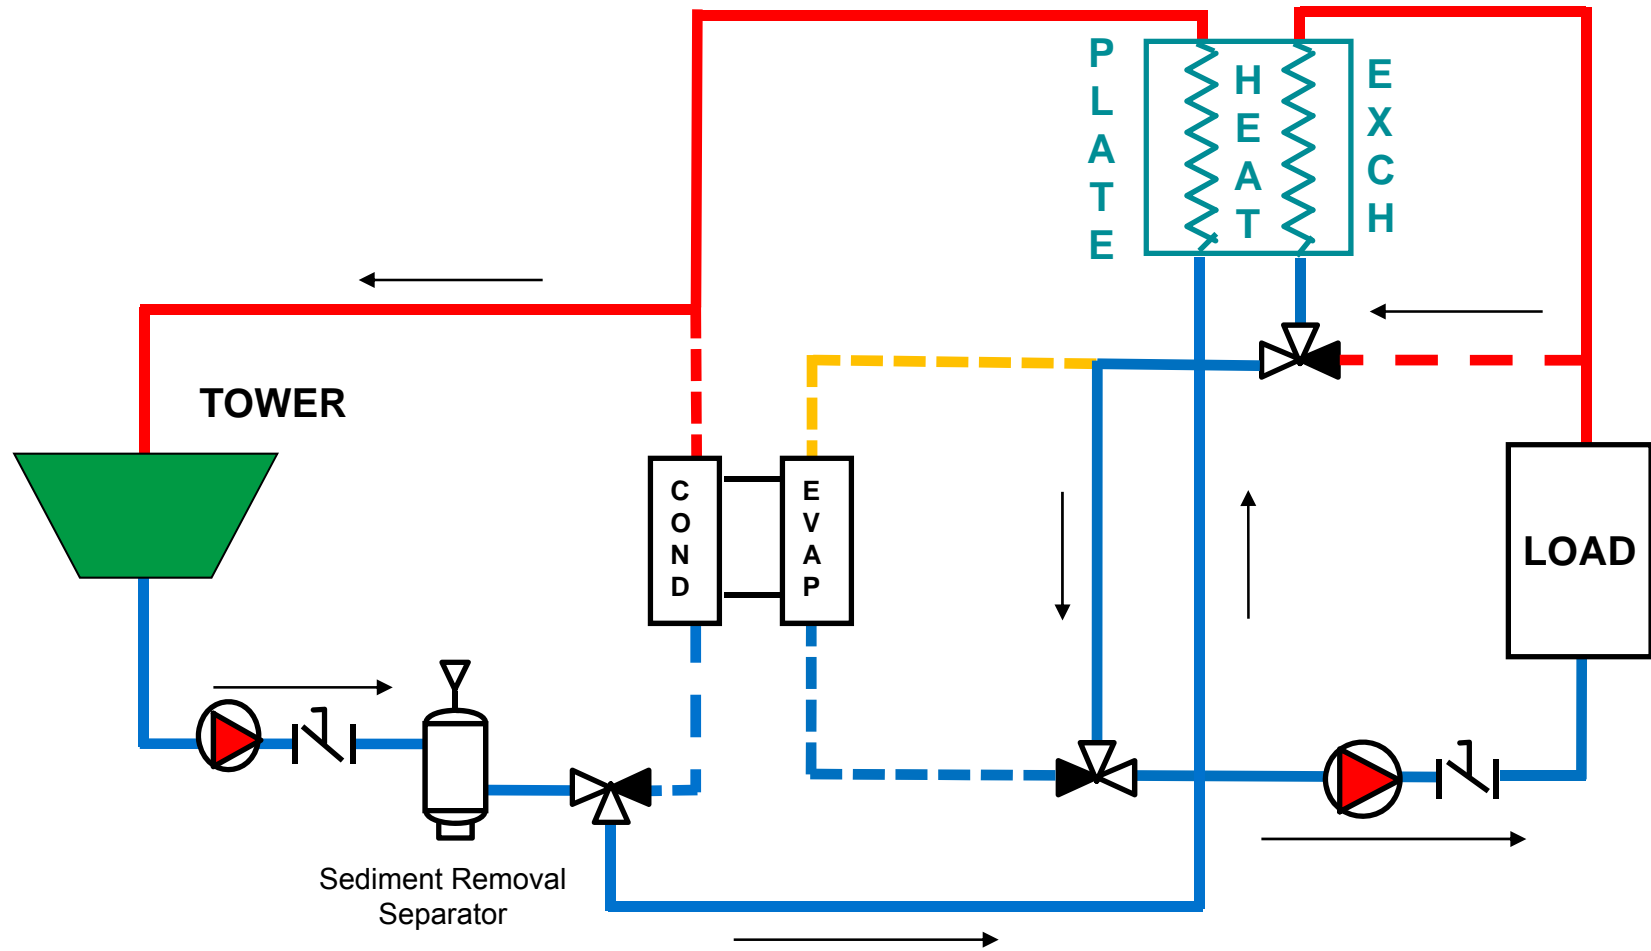 PLATE
HEAT
EXCH
TOWER
COND
EVAP
LOAD
Sediment Removal
Separator